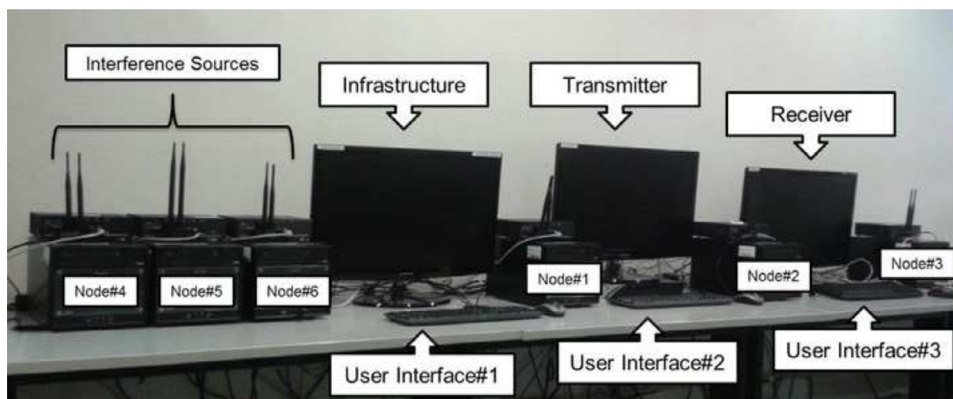 Interference Sources
Infrastructure
Transmitter
Receiver
Node#4
Node#5
Node#6
Node#1
Node#2
Node#3
User Interface#1
User Interface#2
User Interface#3